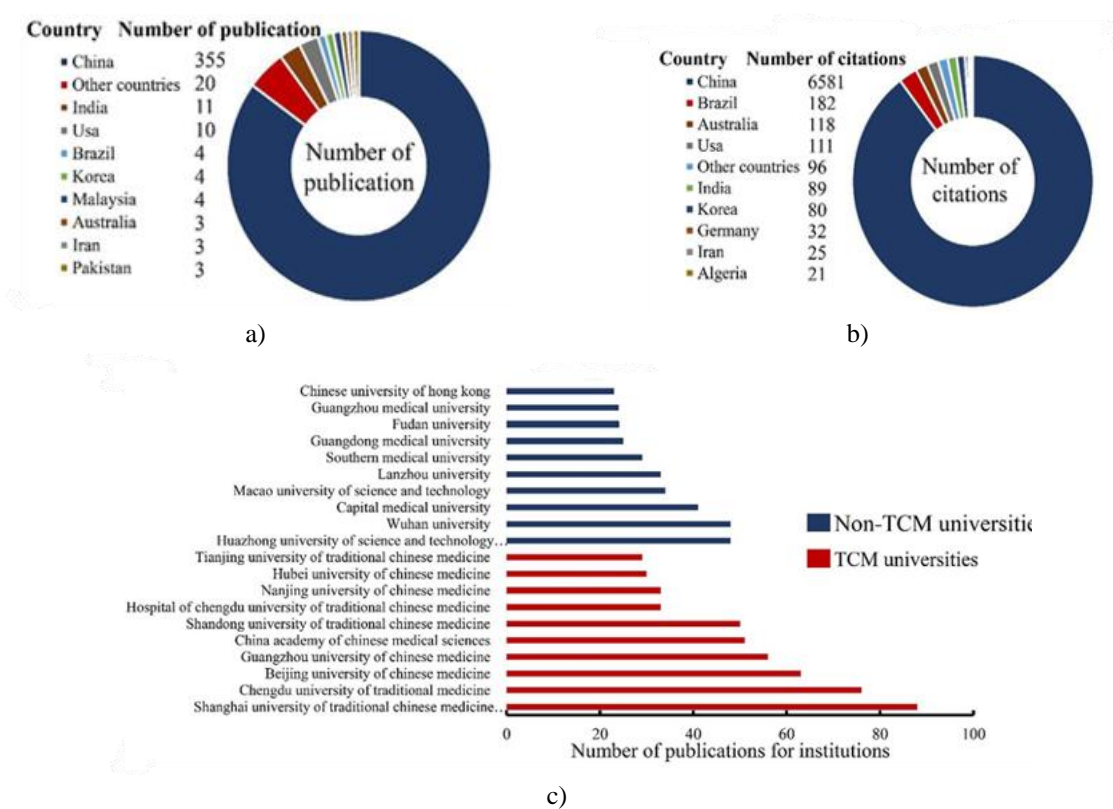 Country Number of publication
China 355
Other countries 20
India 11
Usa 10
Brazil 4
Korea 4
Malaysia 4
Australia 3
Iran 3
Pakistan 3
Number of
publication
a)
Country Number of citations
China 6581
Brazil 182
Australia 118
Usa 111
Other countries 96
India 89
Korea 80
Germany 32
Iran 25
Algeria 21
Number of
citations
b)
Chinese university of hong kong
Guangzhou medical university
Fudan university
Guangdong medical university
Southern medical university
Lanzhou university
Macao university of science and technology
Capital medical university
Wuhan university
Huazhong university of science and technology...
Tianjing university of traditional chinese medicine
Hubei university of chinese medicine
Nanjing university of chinese medicine
Hospital of chengdu university of traditional chinese medicine
Shandong university of traditional chinese medicine
China academy of chinese medical sciences
Guangzhou university of chinese medicine
Beijing university of chinese medicine
Chengdu university of traditional medicine
Shanghai university of traditional chinese medicine...
0 20 40 60 80 100
Number of publications for institutions
Non-TCM universitie
TCM universities
c)